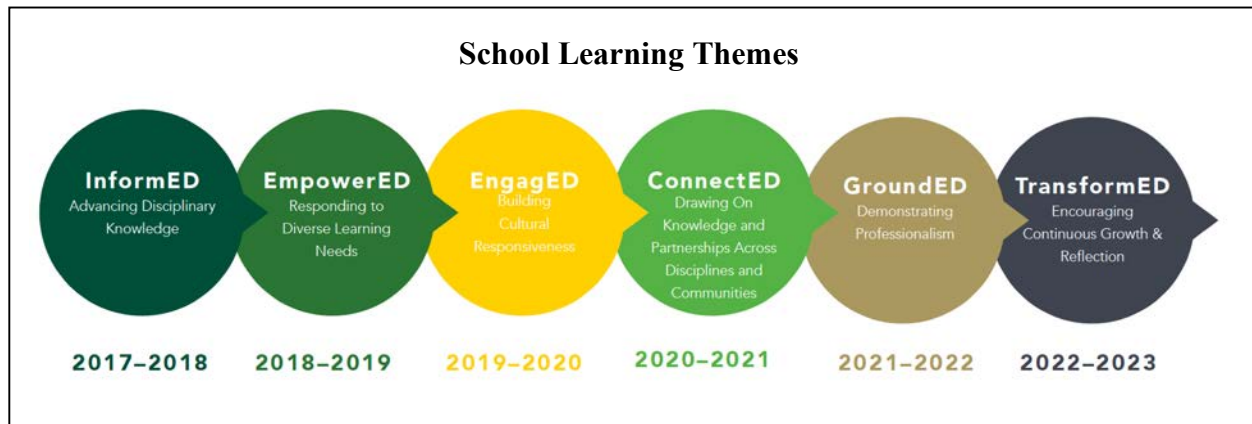 School Learning Themes
InformED
Advancing Disciplinary
Knowledge
2017–2018
EmpowerED
Responding to
Diverse Learning
Needs
2018–2019
EngagED
Building
Cultural
Responsiveness
2019–2020
ConnectED
Drawing On
Knowledge and
Partnerships Across
Disciplines and
Communities
2020–2021
GroundED
Demonstrating
Professionalism
2021–2022
TransformED
Encouraging
Continuous Growth &
Reflection
2022–2023